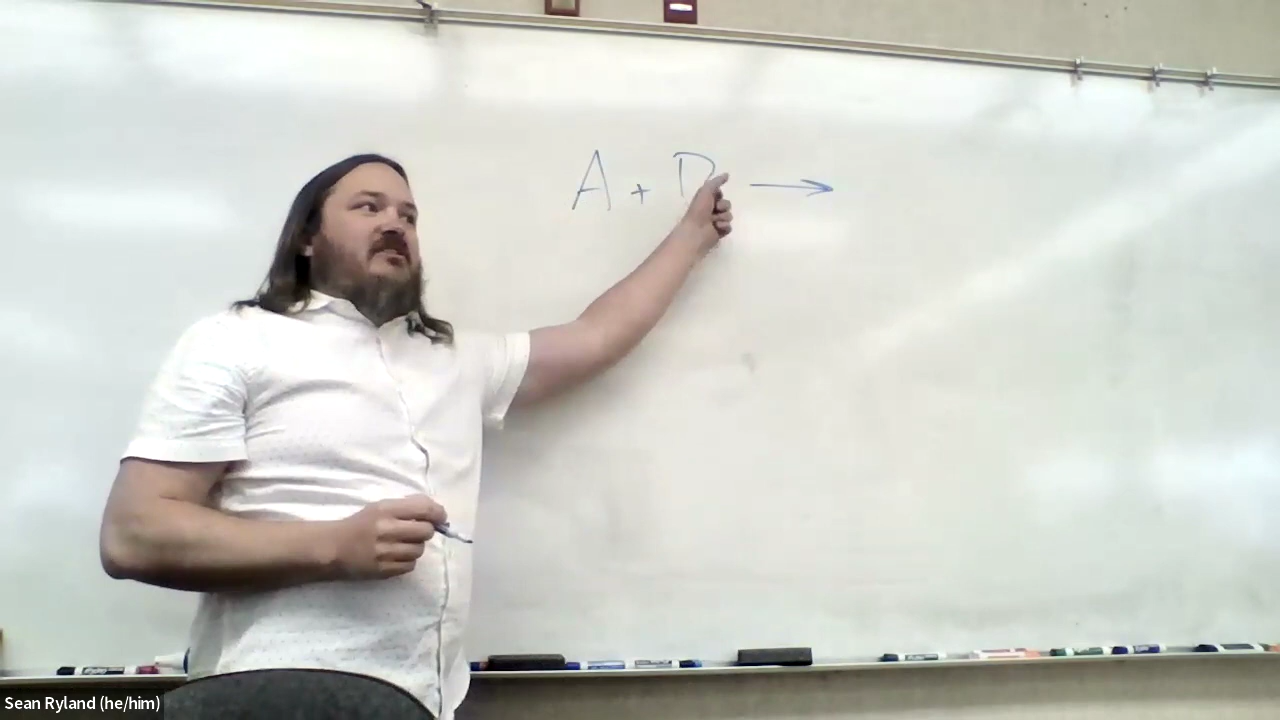 A + B →
Sean Ryland (he/him)